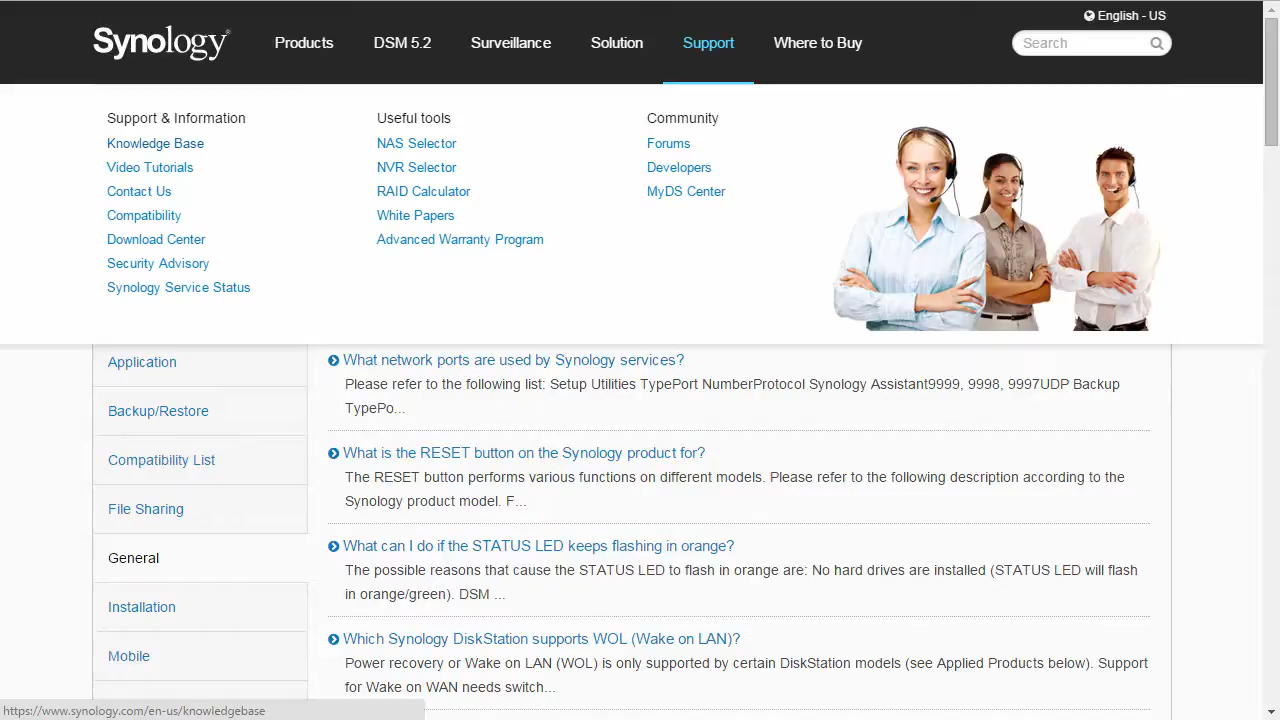 English - US
Synology
Products
DSM 5.2
Surveillance
Solution
Support
Where to Buy
Search
Support & Information
Knowledge Base
Video Tutorials
Contact Us
Compatibility
Download Center
Security Advisory
Synology Service Status
Useful tools
NAS Selector
NVR Selector
RAID Calculator
White Papers
Advanced Warranty Program
Community
Forums
Developers
MyDS Center
Application
Backup/Restore
Compatibility List
File Sharing
General
Installation
Mobile
What network ports are used by Synology services?
Please refer to the following list: Setup Utilities TypePort NumberProtocol Synology Assistant9999, 9998, 9997UDP Backup
TypePo...
What is the RESET button on the Synology product for?
The RESET button performs various functions on different models. Please refer to the following description according to the
Synology product model. F...
What can I do if the STATUS LED keeps flashing in orange?
The possible reasons that cause the STATUS LED to flash in orange are: No hard drives are installed (STATUS LED will flash
in orange/green). DSM ...
Which Synology DiskStation supports WOL (Wake on LAN)?
Power recovery or Wake on LAN (WOL) is only supported by certain DiskStation models (see Applied Products below). Support
for Wake on WAN needs switch...
https://www.synology.com/en-us/knowledgebase